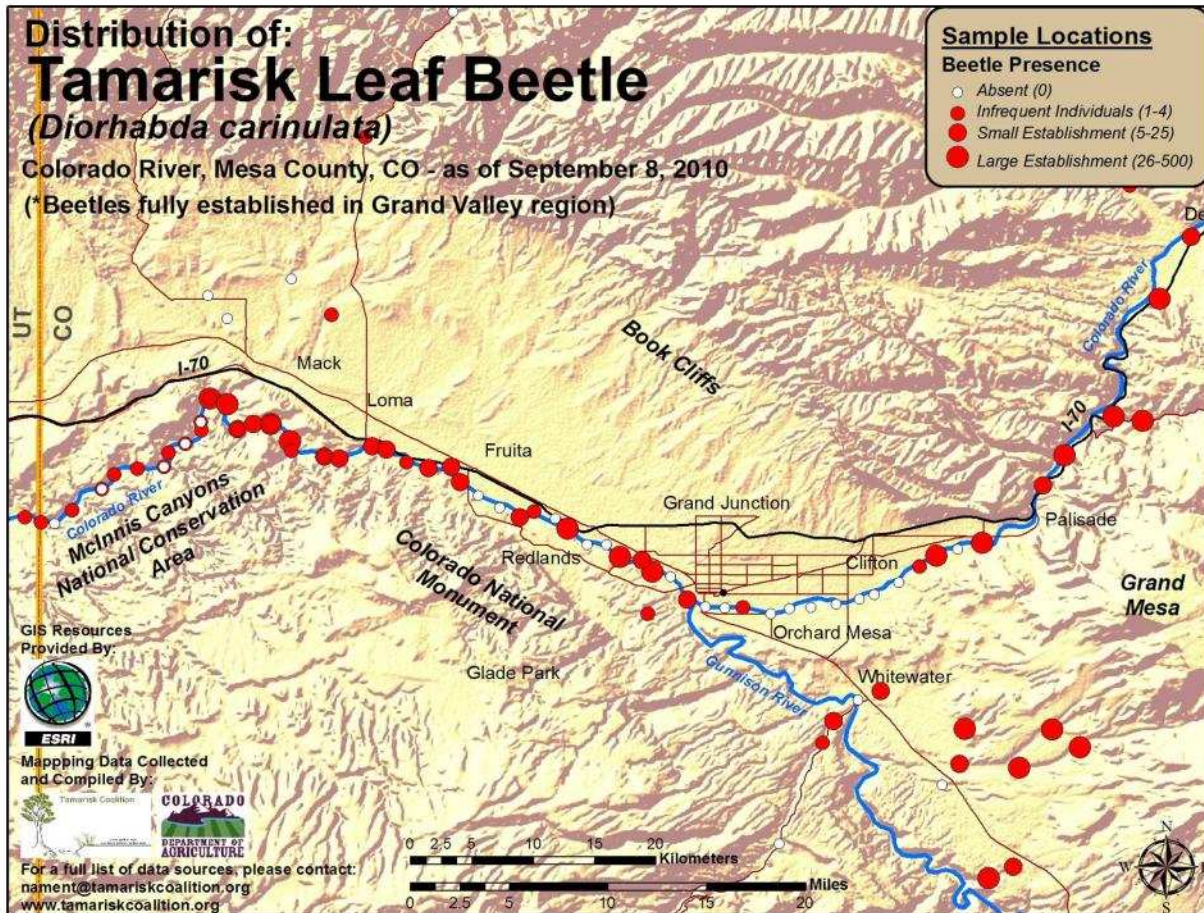 Distribution of:
Tamarisk Leaf Beetle
(Diorhabda carinulata)
Colorado River, Mesa County, CO - as of September 8, 2010
(*Beetles fully established in Grand Valley region)
Sample Locations
Beetle Presence
Absent (0)
Infrequent Individuals (1-4)
Small Establishment (5-25)
Large Establishment (26-500)
De
Colorado River
UT
CO
Book Cliffs
Mack
I-70
Loma
Fruita
I-70
Grand Junction
Palisade
Colorado River
McInnis Canyons
National Conservation
Area
Redlands
Clifton
Colorado National
Monument
Grand
Mesa
Orchard Mesa
Glade Park
Gunnison River
Whitewater
GIS Resources
Provided By:
ESRI
Mappping Data Collected
and Compiled By:
Tamarisk Coalition
COLORADO
DEPARTMENT OF
AGRICULTURE
For a full list of data sources, please contact:
nament@tamariskcoalition.org
www.tamariskcoalition.org
0 2.5 5 10 15 20
Kilometers
Miles
0 2.5 5 10 15 20
N
W
S